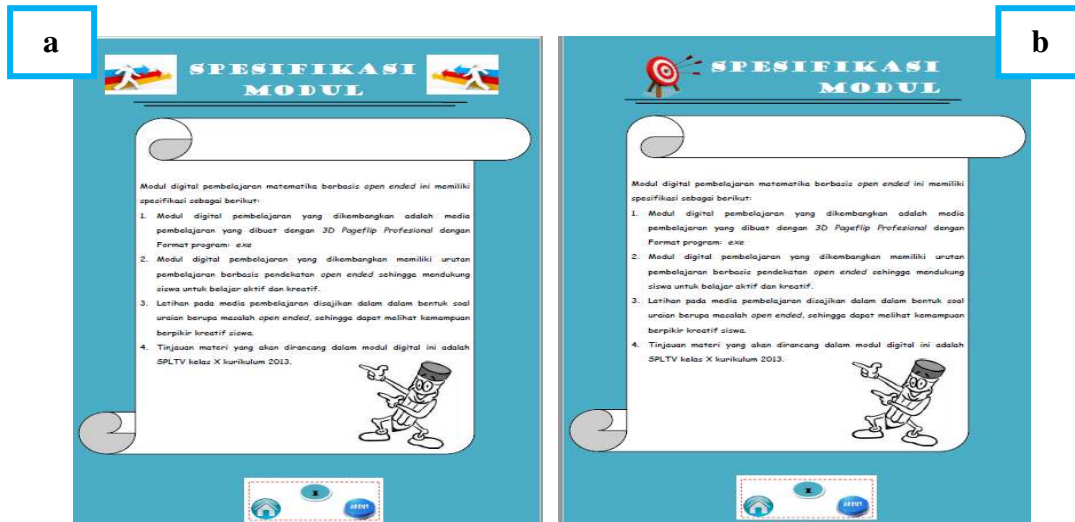 a
SPESIFIKASI
MODUL
Modul digital pembelajaran matematika berbasis open ended ini memiliki
spesifikasi sebagai berikut:
1. Modul digital pembelajaran yang dikembangkan adalah media
pembelajaran yang dibuat dengan 3D Pageflip Profesional dengan
Format program: exe
2. Modul digital pembelajaran yang dikembangkan memiliki urutan
pembelajaran berbasis pendekatan open ended sehingga mendukung
siswa untuk belajar aktif dan kreatif.
3. Latihan pada media pembelajaran disajikan dalam dalam bentuk soal
uraian berupa masalah open ended, sehingga dapat melihat kemampuan
berpikir kreatif siswa.
4. Tinjauan materi yang akan dirancang dalam modul digital ini adalah
SPLTV kelas X kurikulum 2013.
I
ABOUT
b
SPESIFIKASI
MODUL
Modul digital pembelajaran matematika berbasis open ended ini memiliki
spesifikasi sebagai berikut:
1. Modul digital pembelajaran yang dikembangkan adalah media
pembelajaran yang dibuat dengan 3D Pageflip Profesional dengan
Format program: exe
2. Modul digital pembelajaran yang dikembangkan memiliki urutan
pembelajaran berbasis pendekatan open ended sehingga mendukung
siswa untuk belajar aktif dan kreatif.
3. Latihan pada media pembelajaran disajikan dalam dalam bentuk soal
uraian berupa masalah open ended, sehingga dapat melihat kemampuan
berpikir kreatif siswa.
4. Tinjauan materi yang akan dirancang dalam modul digital ini adalah
SPLTV kelas X kurikulum 2013.
I
ABOUT